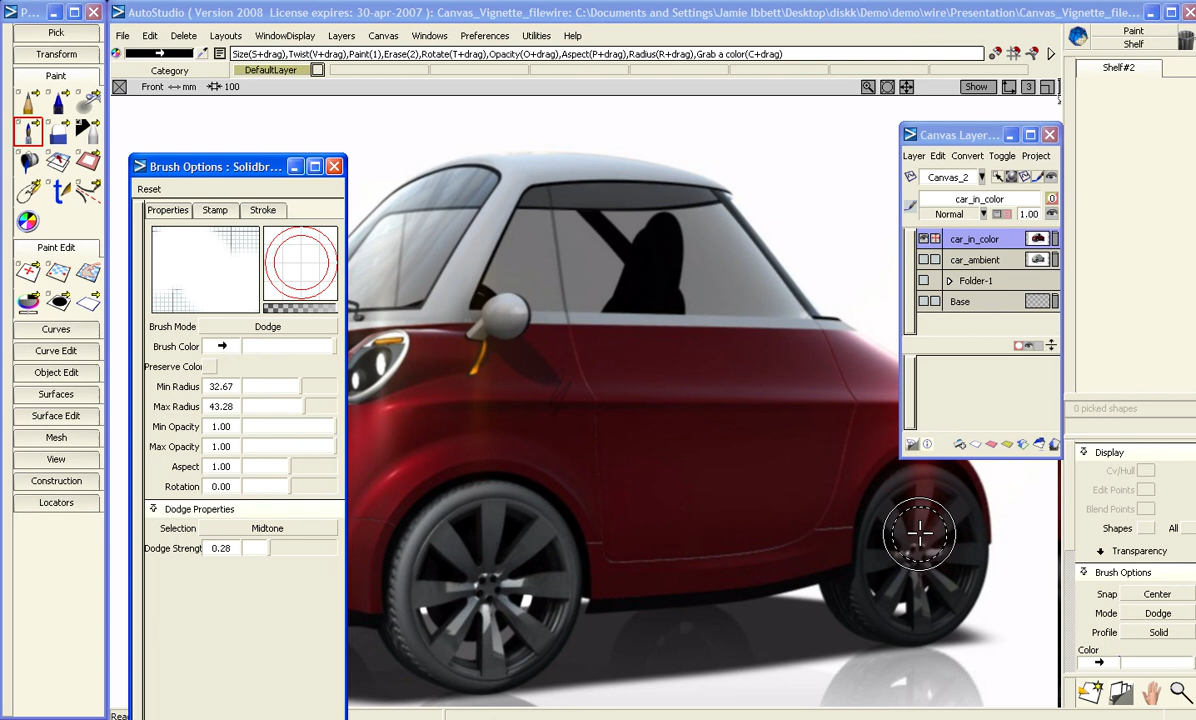 P...
AutoStudio ( Version 2008 License expires: 30-apr-2007 ): Canvas_Vignette_filewire: C:\Documents and Settings\Jamie Ibbett\Desktop\diskk\Demo\demo\wire\Presentation\Canvas_Vignette_file...
File Edit Delete Layouts WindowDisplay Layers Canvas Windows Preferences Utilities Help
Size(S+drag),Twist(V+drag),Paint(1),Erase(2),Rotate(T+drag),Opacity(O+drag),Aspect(P+drag),Radius(R+drag),Grab a color(C+drag)
Category DefaultLayer
Front mm 100 Show 3
Pick
Transform
Paint
Paint Edit
Curves
Curve Edit
Object Edit
Surfaces
Surface Edit
Mesh
View
Construction
Locators
Brush Options : Solidbr...
Reset
Properties Stamp Stroke
Brush Mode Dodge
Brush Color
Preserve Color
Min Radius 32.67
Max Radius 43.28
Min Opacity 1.00
Max Opacity 1.00
Aspect 1.00
Rotation 0.00
Dodge Properties
Selection Midtone
Dodge Strengt 0.28
Canvas Layer...
Layer Edit Convert Toggle Project
Canvas_2
car_in_color
Normal 1.00
car_in_color
car_ambient
Folder-1
Base
Paint
Shelf
Shelf#2
0 picked shapes
Display
Cv/Hull
Edit Points
Blend Points
Shapes All
Transparency
Brush Options
Snap Center
Mode Dodge
Profile Solid
Color